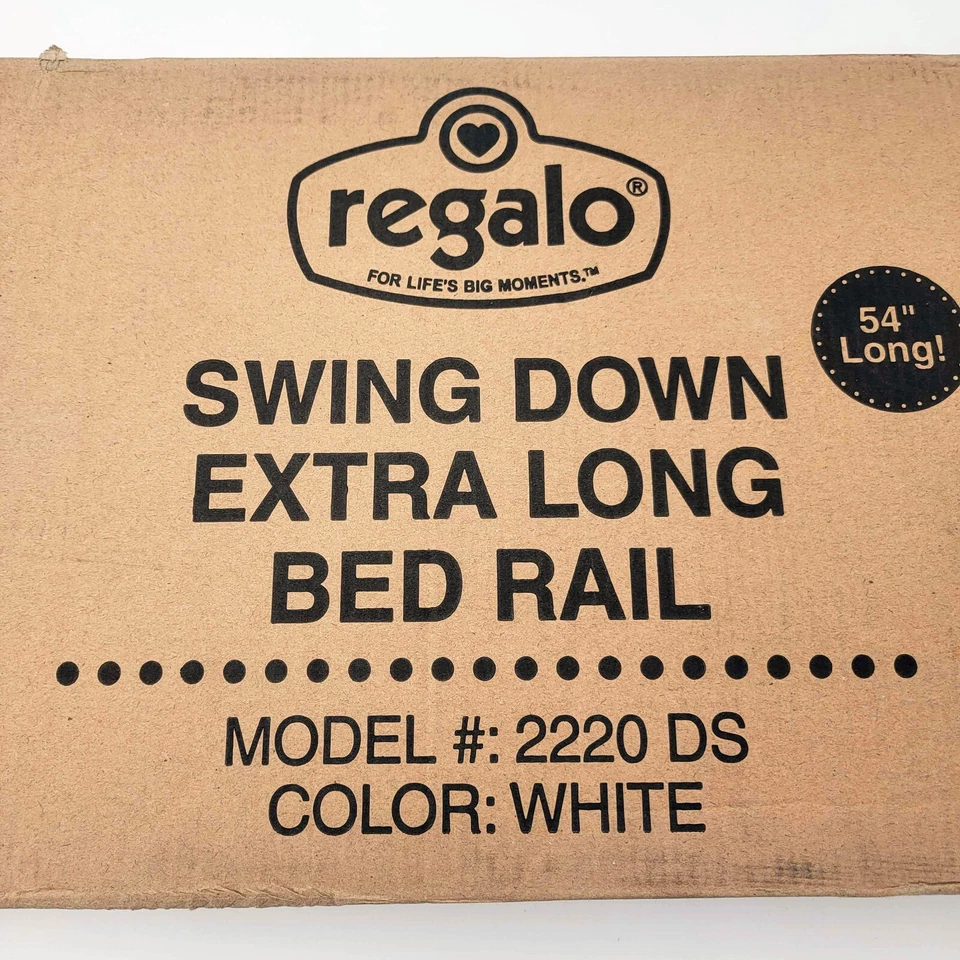 regalo®
FOR LIFE'S BIG MOMENTS.™
54"
Long!
SWING DOWN
EXTRA LONG
BED RAIL
MODEL #: 2220 DS
COLOR: WHITE